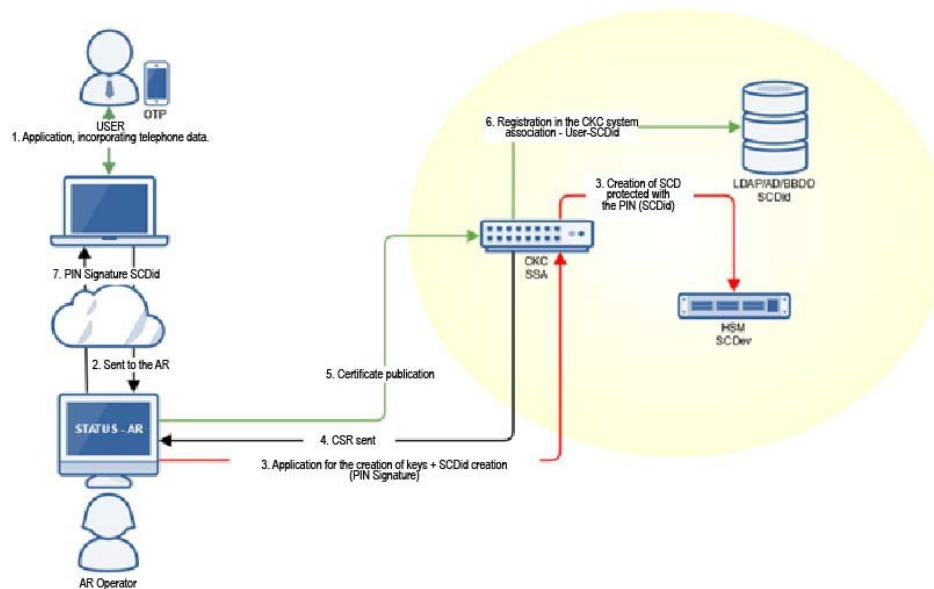 OTP
USER
1. Application, incorporating telephone data.
6. Registration in the CKC system
association - User-SCDid
LDAP/AD/BBDD
SCDid
3. Creation of SCD
protected with
the PIN (SCDid)
CKC
SSA
7. PIN Signature SCDid
HSM
SCDev
2. Sent to the AR
5. Certificate publication
STATUS - AR
4. CSR sent
3. Application for the creation of keys + SCDid creation
(PIN Signature)
AR Operator